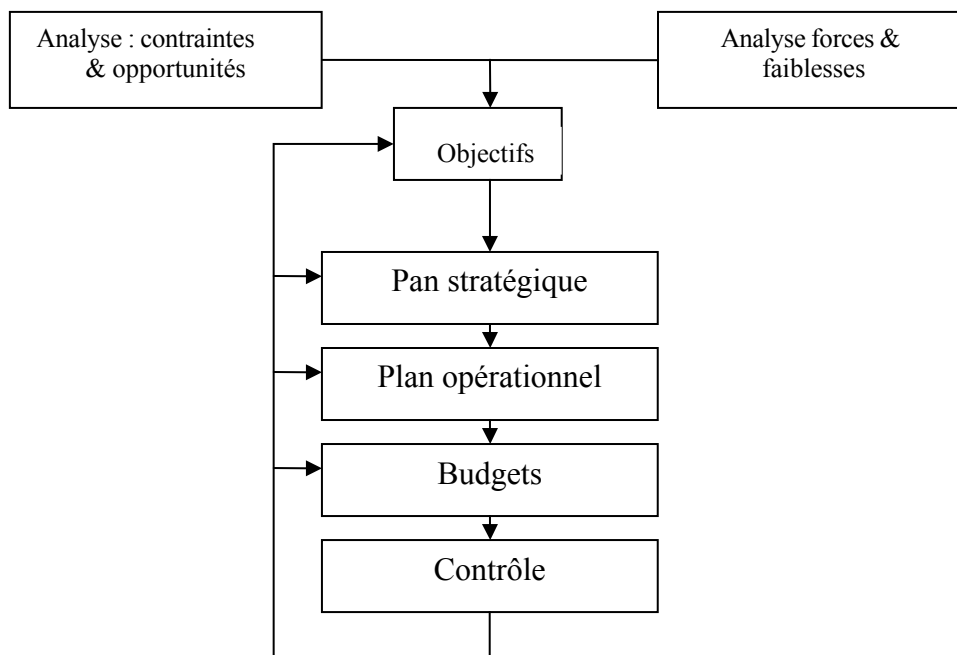 Analyse : contraintes
& opportunités
Analyse forces &
faiblesses
Objectifs
Pan stratégique
Plan opérationnel
Budgets
Contrôle